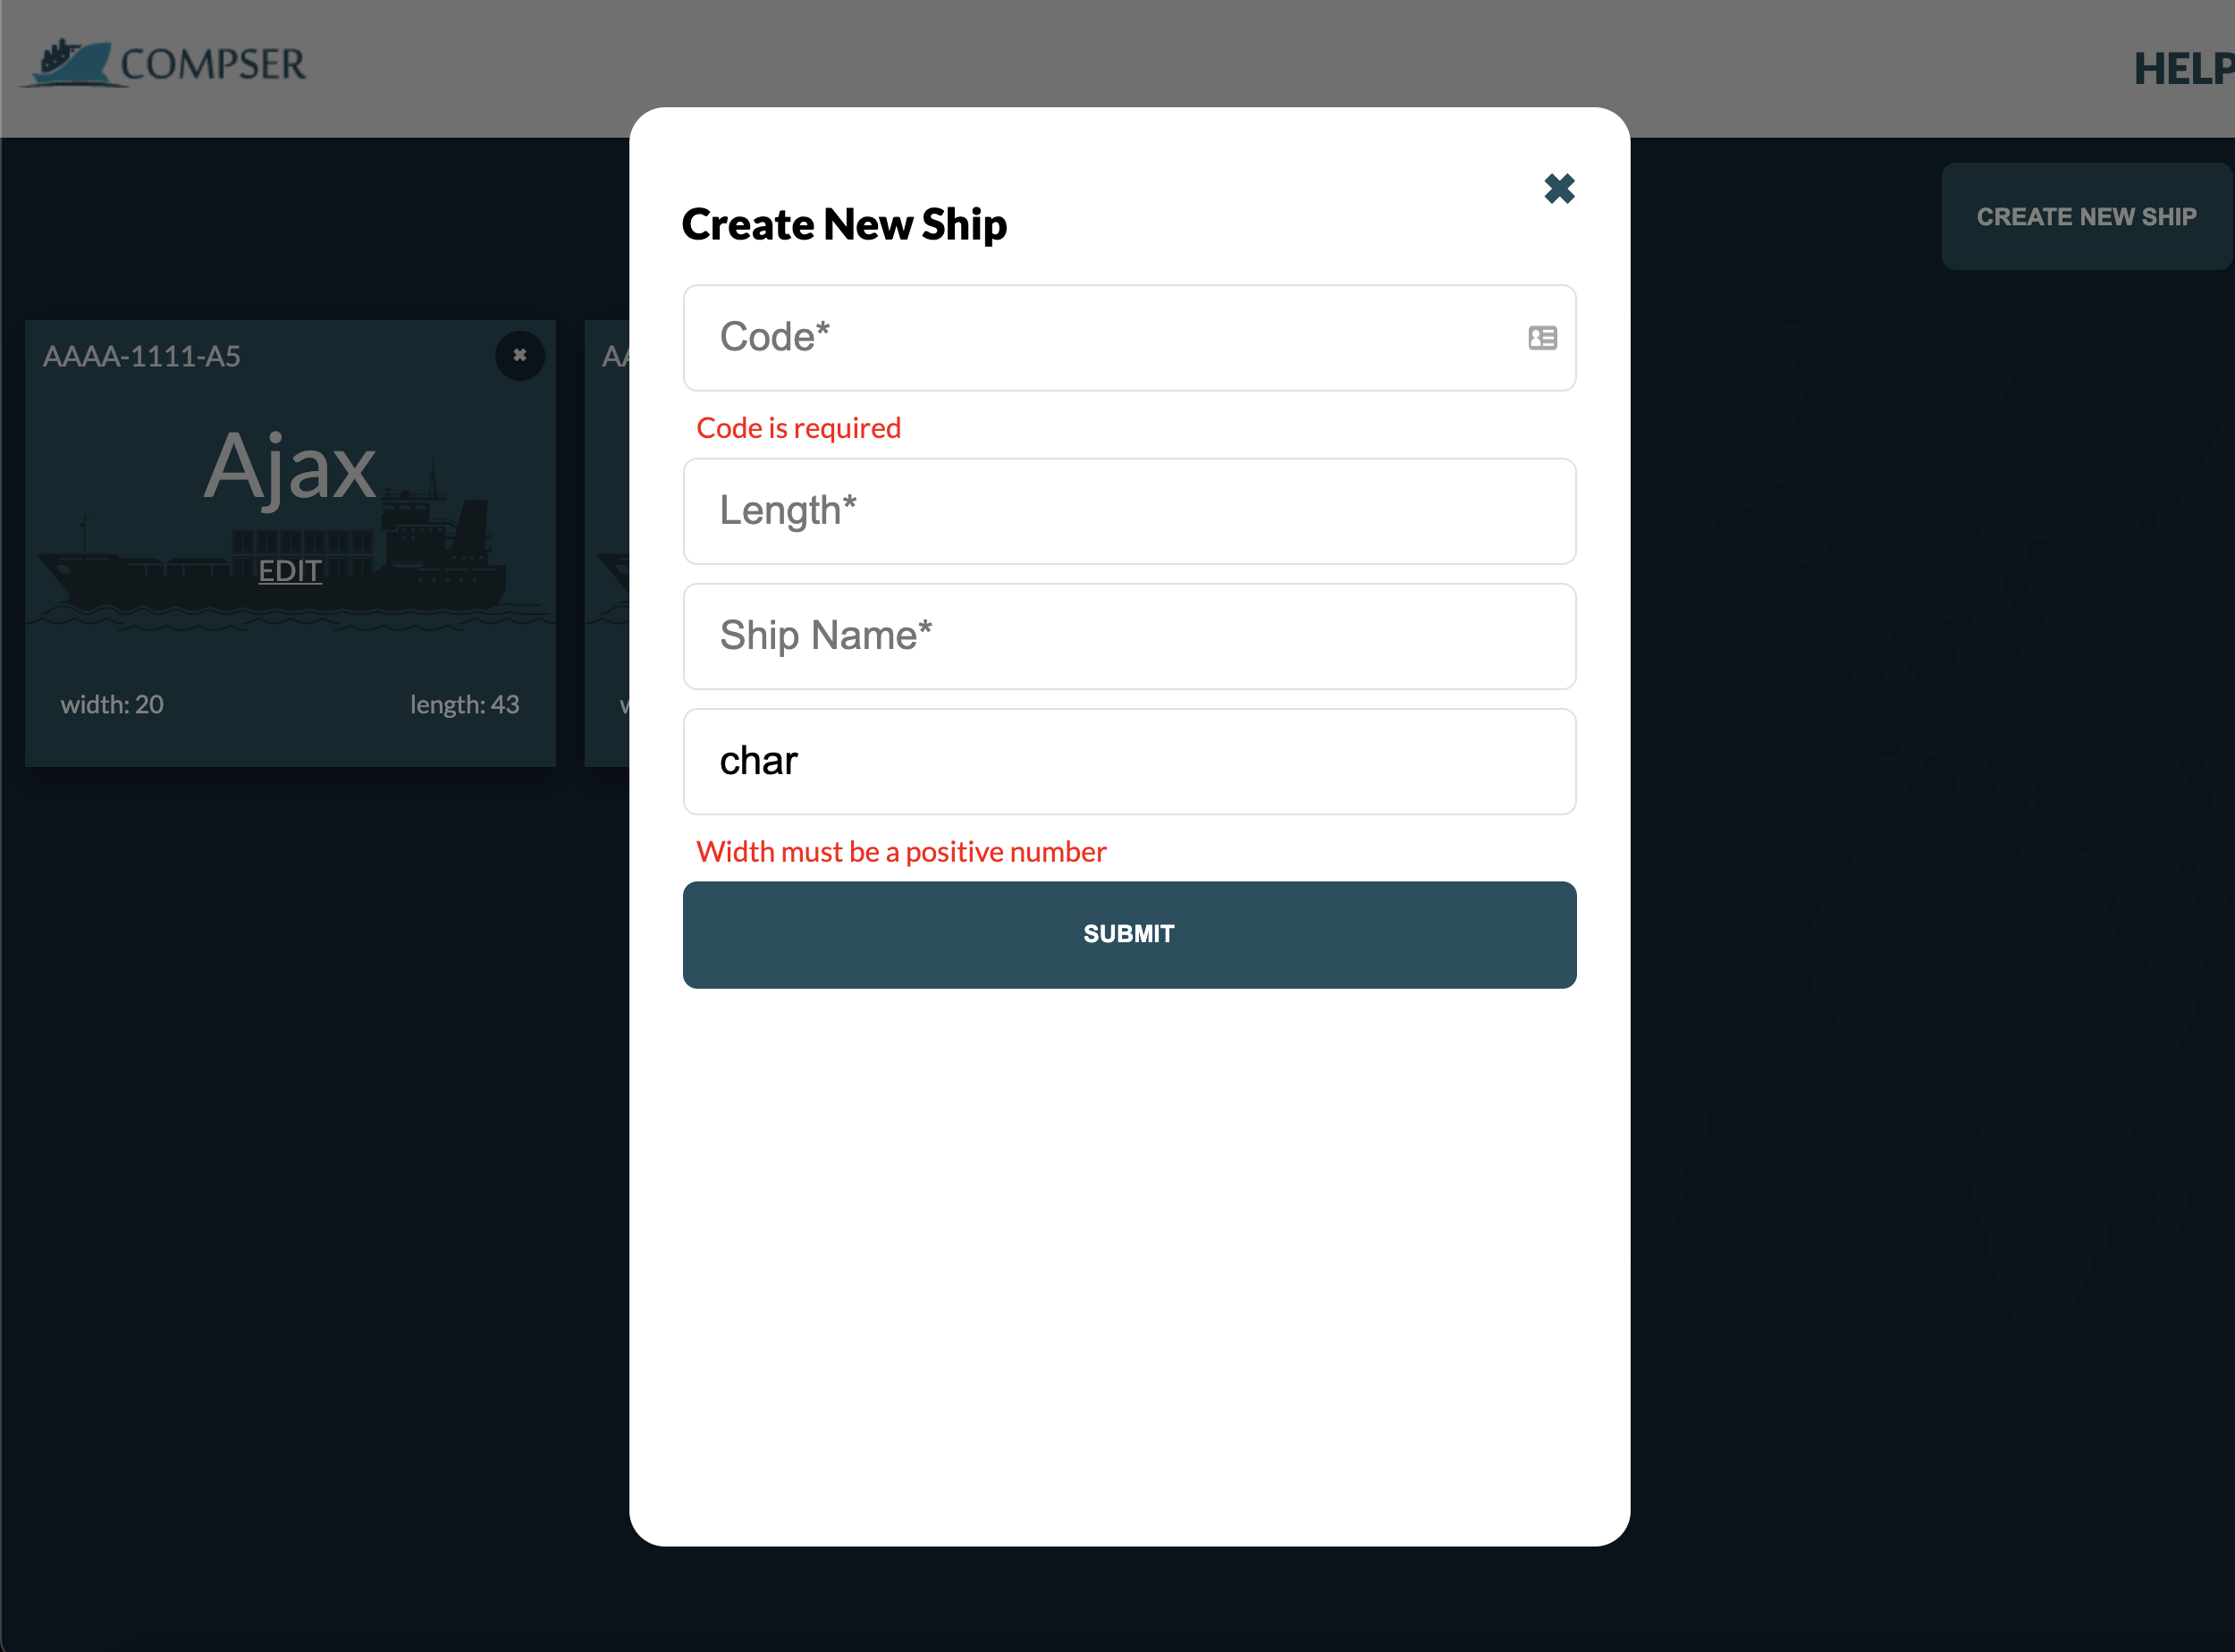 COMPSER
HELP
CREATE NEW SHIP
AAAA-1111-A5
Ajax
EDIT
width: 20
length: 43
Create New Ship
Code*
Code is required
Length*
Ship Name*
char
Width must be a positive number
SUBMIT